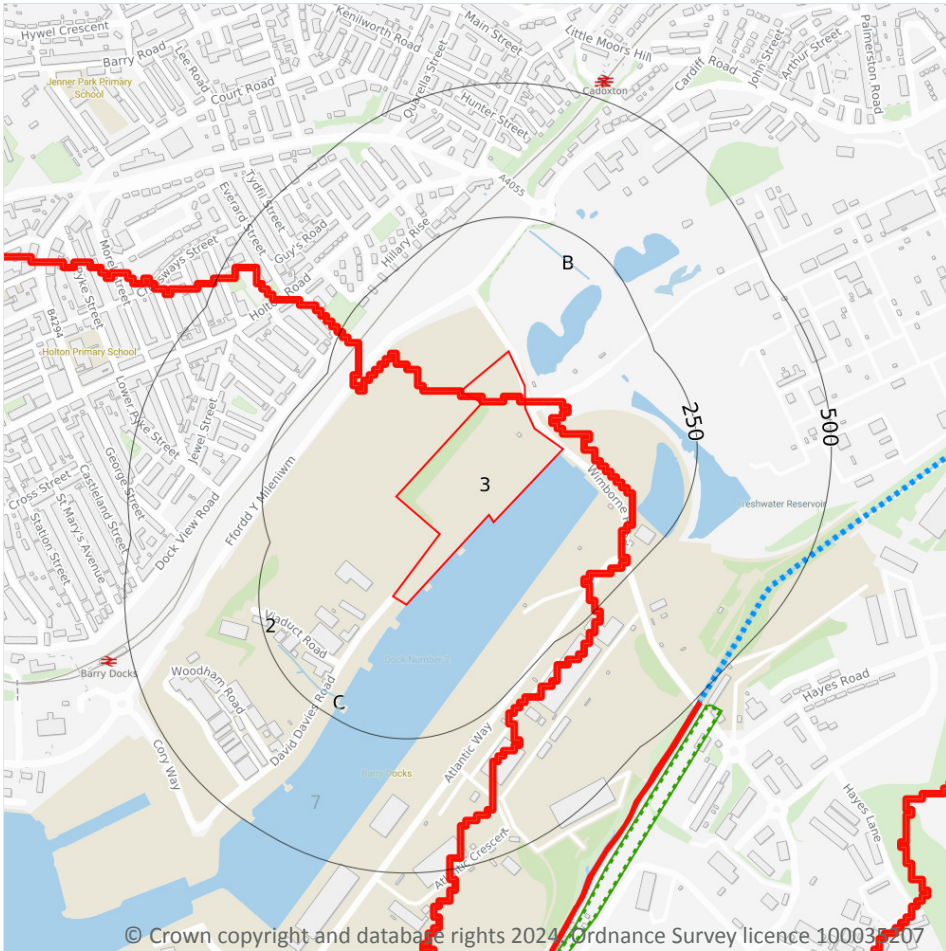 Hywel Crescent
Barry Road
Lee Road
Kenilworth Road
Main Street
Little Moors Hill
Cadoxton
Cardiff Road
John Street
Arthur Street
Palmerston Road
Jenner Park Primary
School
Court Road
Quarella Street
Hunter Street
A4055
Tydfil Street
Everard Street
Guy's Road
Hillary Rise
Holton Road
B
Pyke Street
B4294
Holton Primary School
Lower Pyke Street
Jewel Street
George Street
Castleland Street
St Mary's Avenue
Station Street
Cross Street
Dock View Road
Ffordd Y Mileniwm
3
250
500
Freshwater Reservoir
2
Viaduct Road
Dock Number 2
Barry Docks
Woodham Road
C
David Davies Road
Cory Way
Atlantic Way
Barry Docks
7
Atlantic Crescent
Hayes Road
Hayes Lane
© Crown copyright and database rights 2024. Ordnance Survey licence 100035207